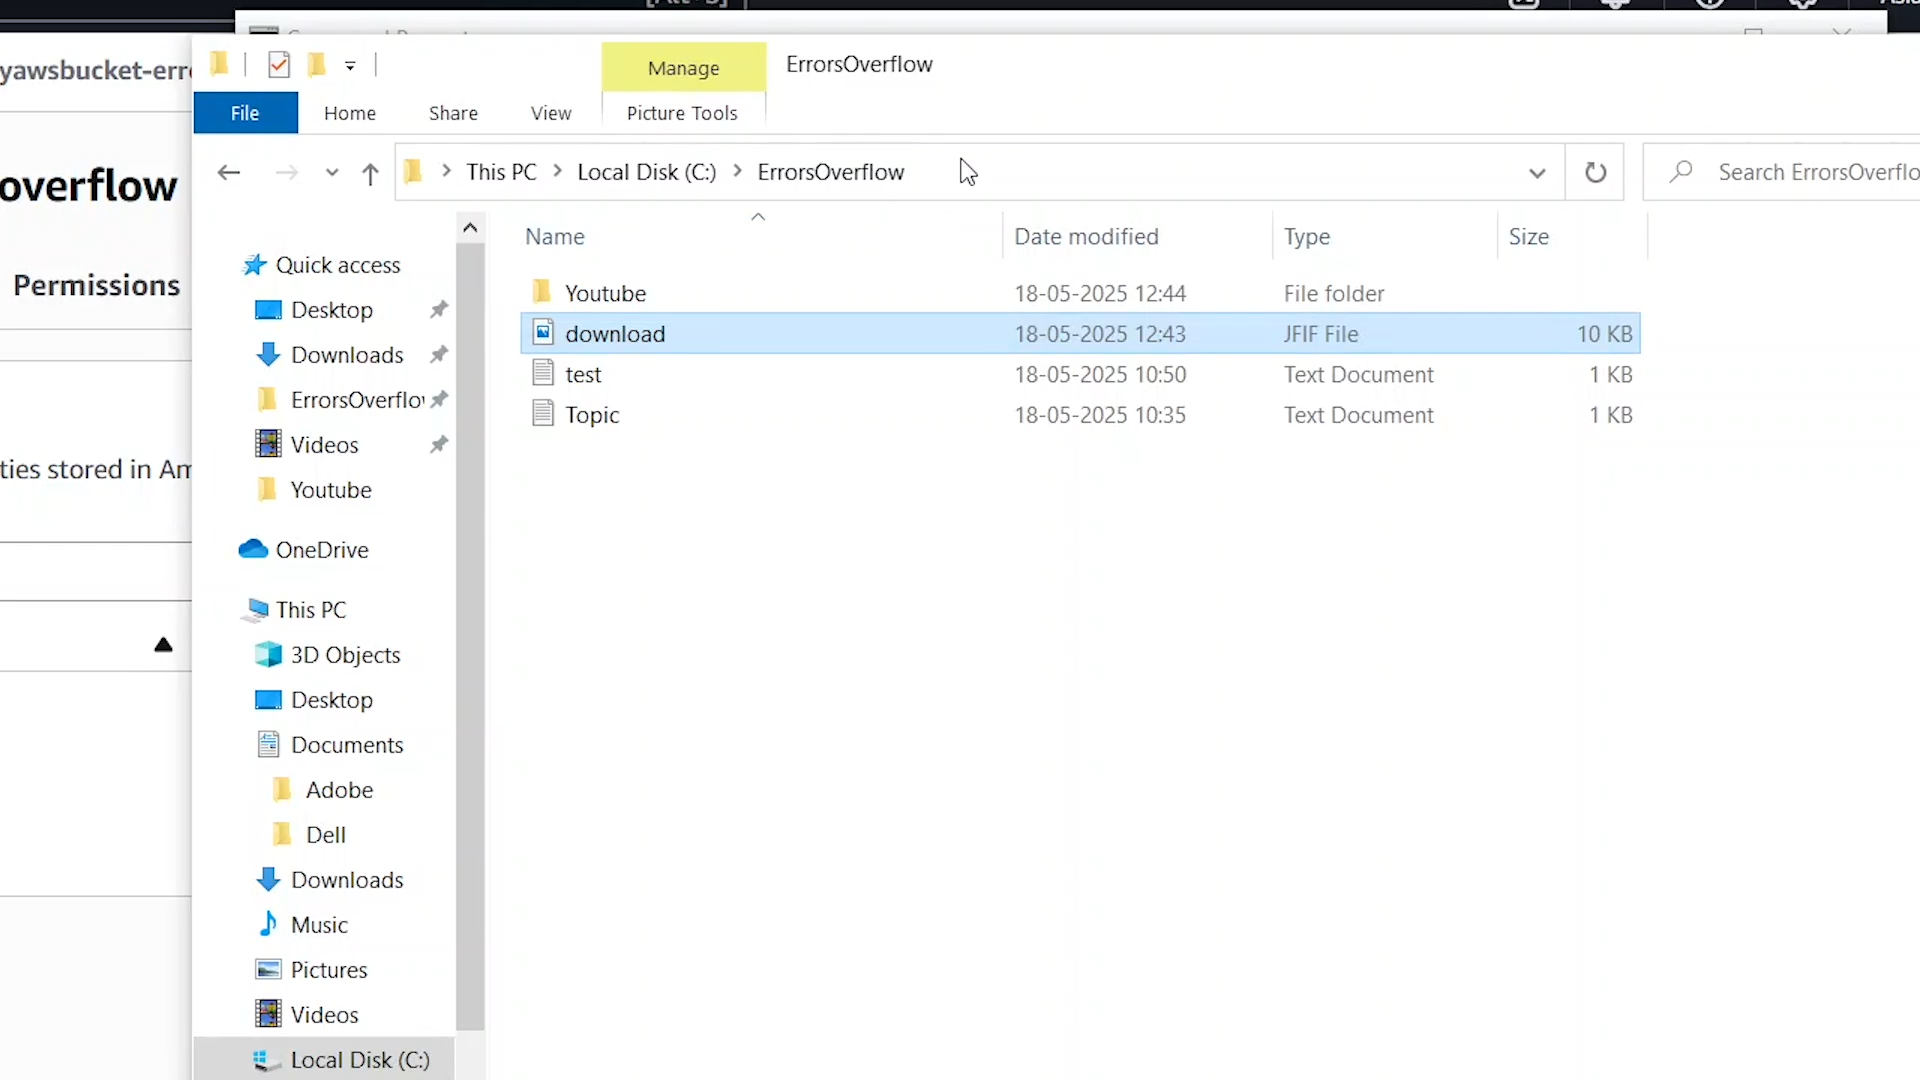 yawsbucket-erro
overflow
Permissions
ties stored in Am
Manage
ErrorsOverflow
File
Home
Share
View
Picture Tools
This PC
Local Disk (C:)
ErrorsOverflow
Search ErrorsOverflo
Quick access
Desktop
Downloads
ErrorsOverflov
Videos
Youtube
OneDrive
This PC
3D Objects
Desktop
Documents
Adobe
Dell
Downloads
Music
Pictures
Videos
Local Disk (C:)
Name Date modified Type Size
Youtube 18-05-2025 12:44 File folder
download 18-05-2025 12:43 JFIF File 10 KB
test 18-05-2025 10:50 Text Document 1 KB
Topic 18-05-2025 10:35 Text Document 1 KB